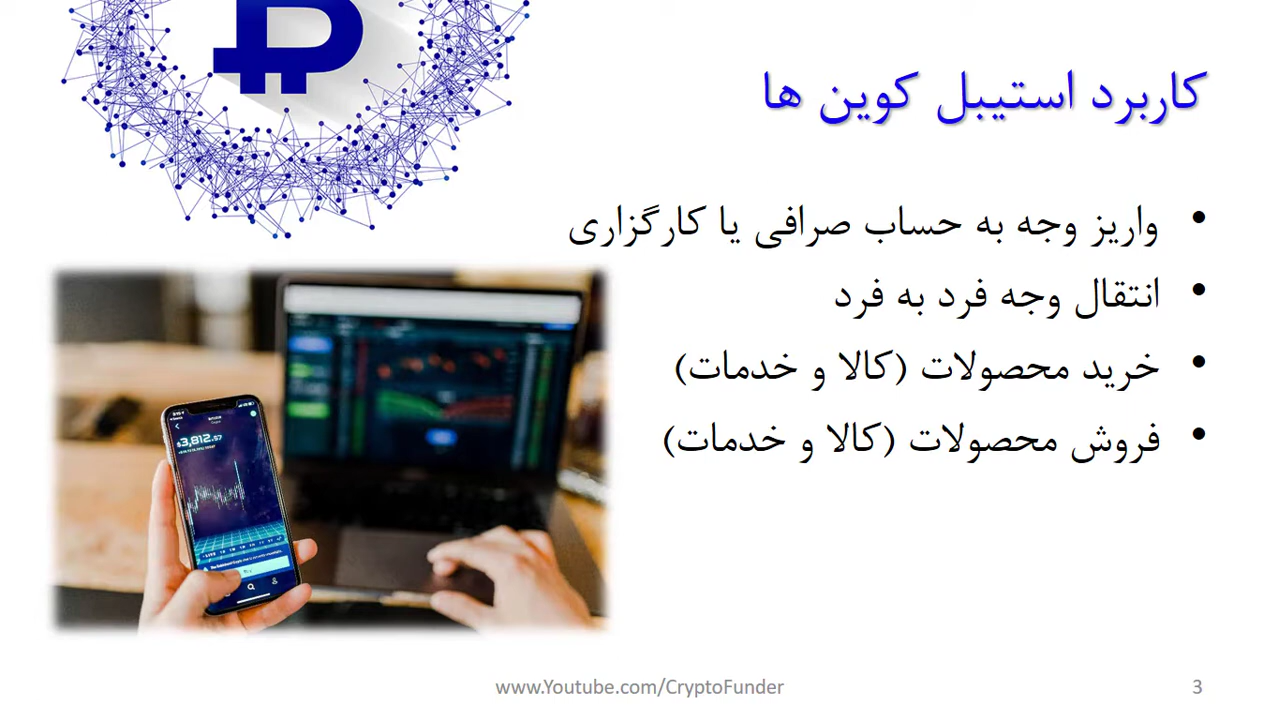 کاربرد استیبل کوین ها
• واریز وجه به حساب صرافی یا کارگزاری
• انتقال وجه فرد به فرد
• خرید محصولات (کالا و خدمات)
• فروش محصولات (کالا و خدمات)
$3,812.57
www.Youtube.com/CryptoFunder
3